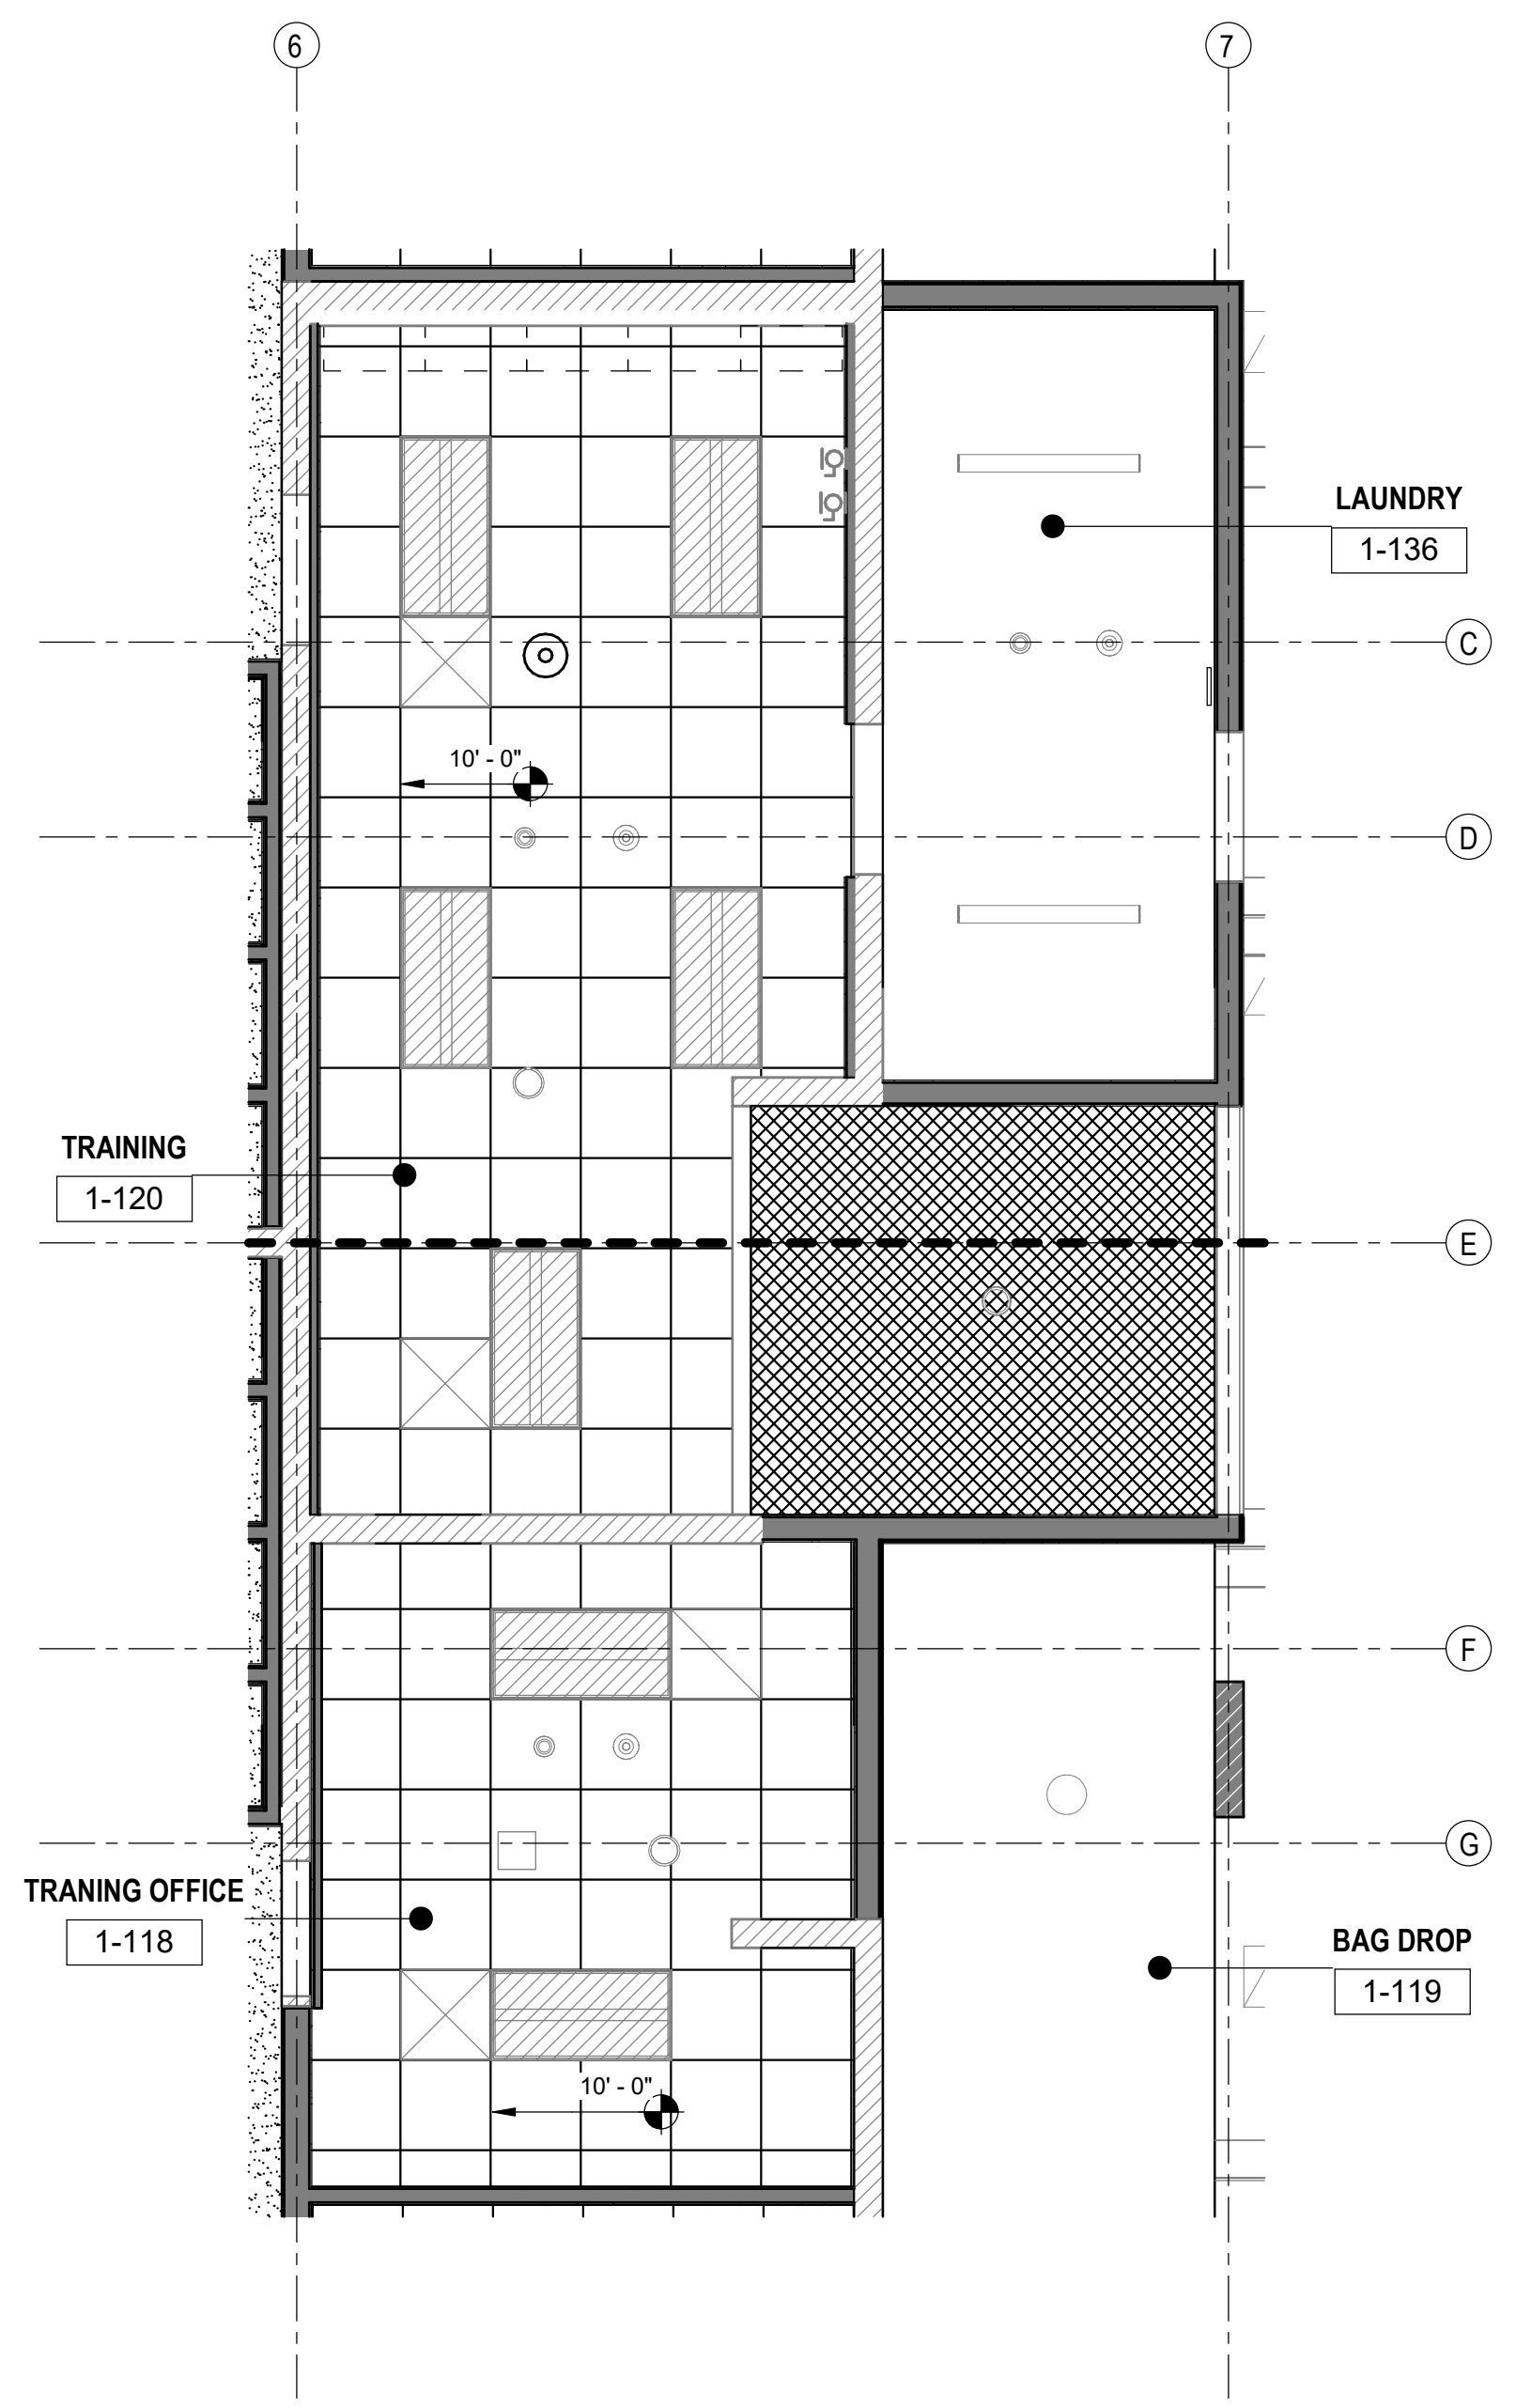 6
7
LAUNDRY
1-136
C
10' - 0"
D
TRAINING
1-120
E
F
G
TRANING OFFICE
1-118
BAG DROP
1-119
10' - 0"